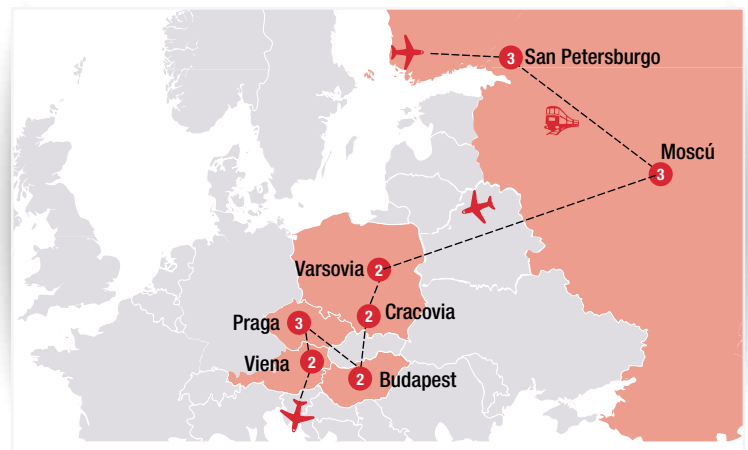 3 San Petersburgo
Moscú
3
Varsovia 2
2 Cracovia
Praga 3
Viena 2
2 Budapest